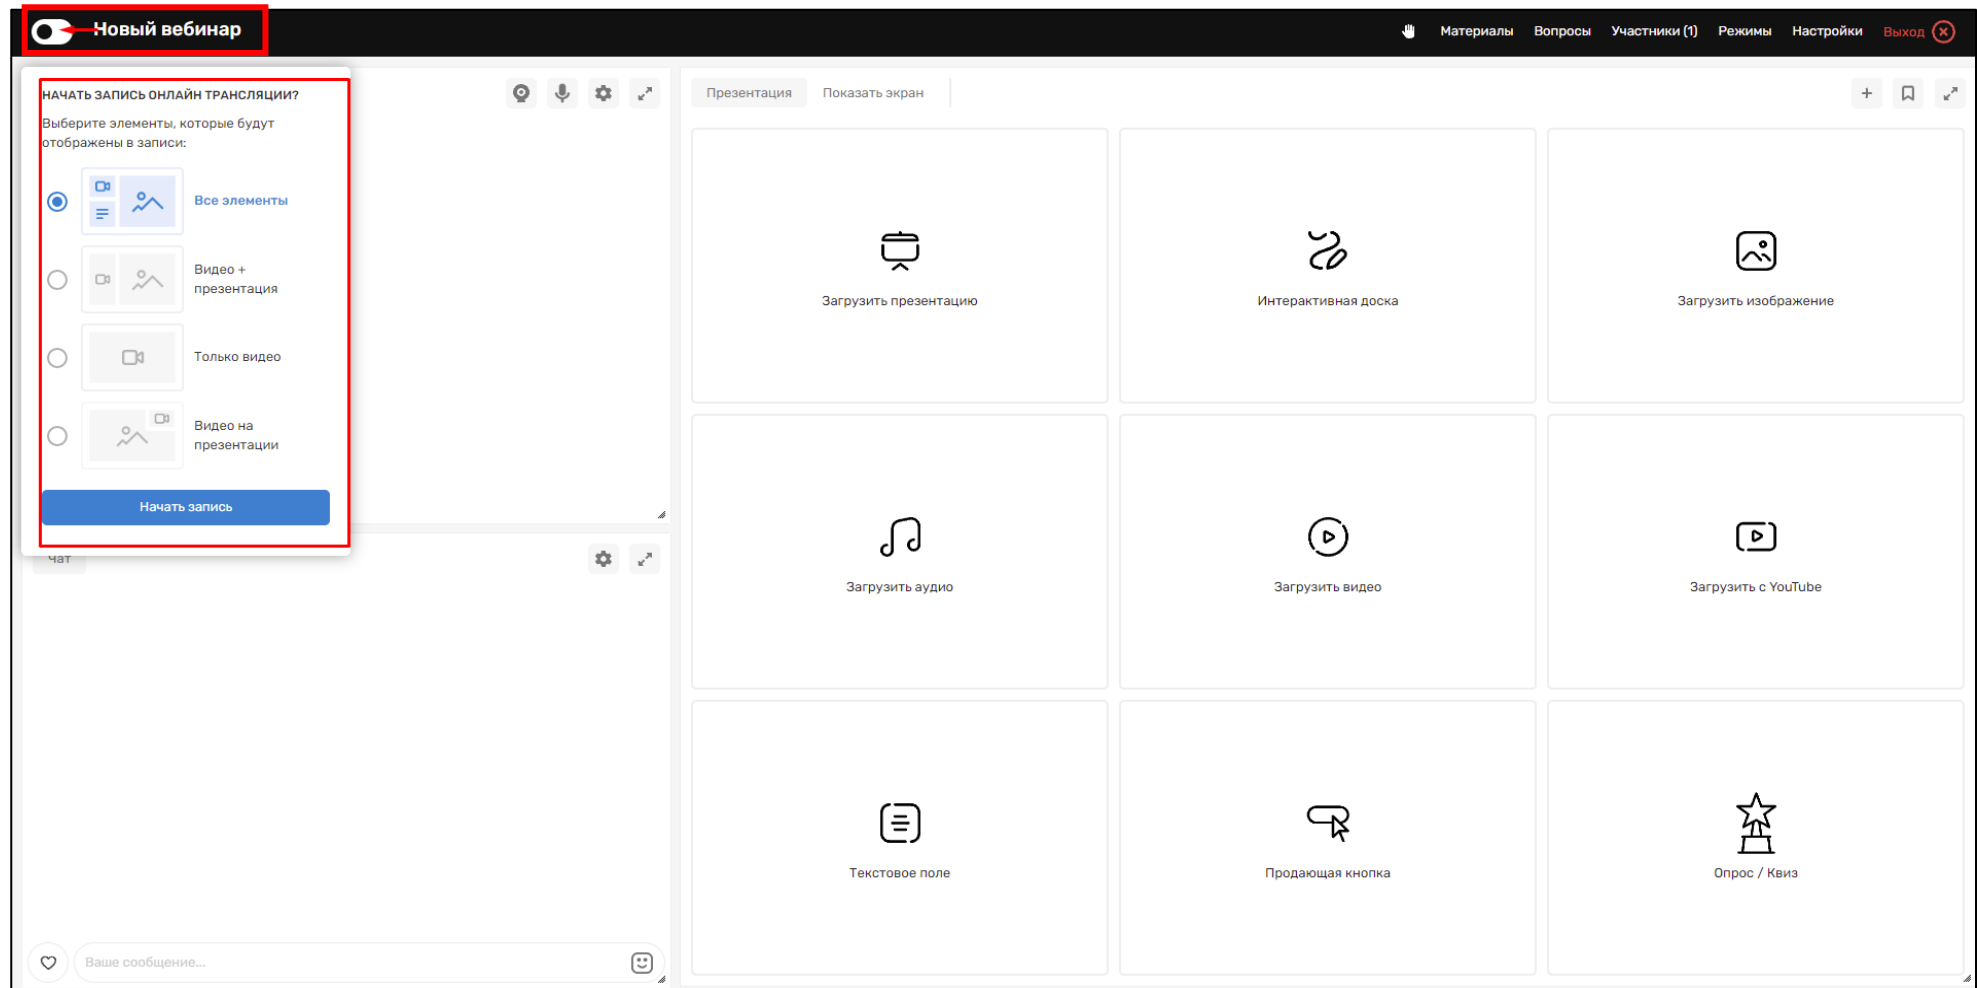 Новый вебинар
Материалы
Вопросы
Участники (1)
Режимы
Настройки
Выход
НАЧАТЬ ЗАПИСЬ ОНЛАЙН ТРАНСЛЯЦИИ?
Выберите элементы, которые будут
отображены в записи:
Все элементы
Видео +
презентация
Только видео
Видео на
презентации
Начать запись
Чат
Ваше сообщение...
Презентация
Показать экран
Загрузить презентацию
Интерактивная доска
Загрузить изображение
Загрузить аудио
Загрузить видео
Загрузить с YouTube
Текстовое поле
Продающая кнопка
Опрос / Квиз